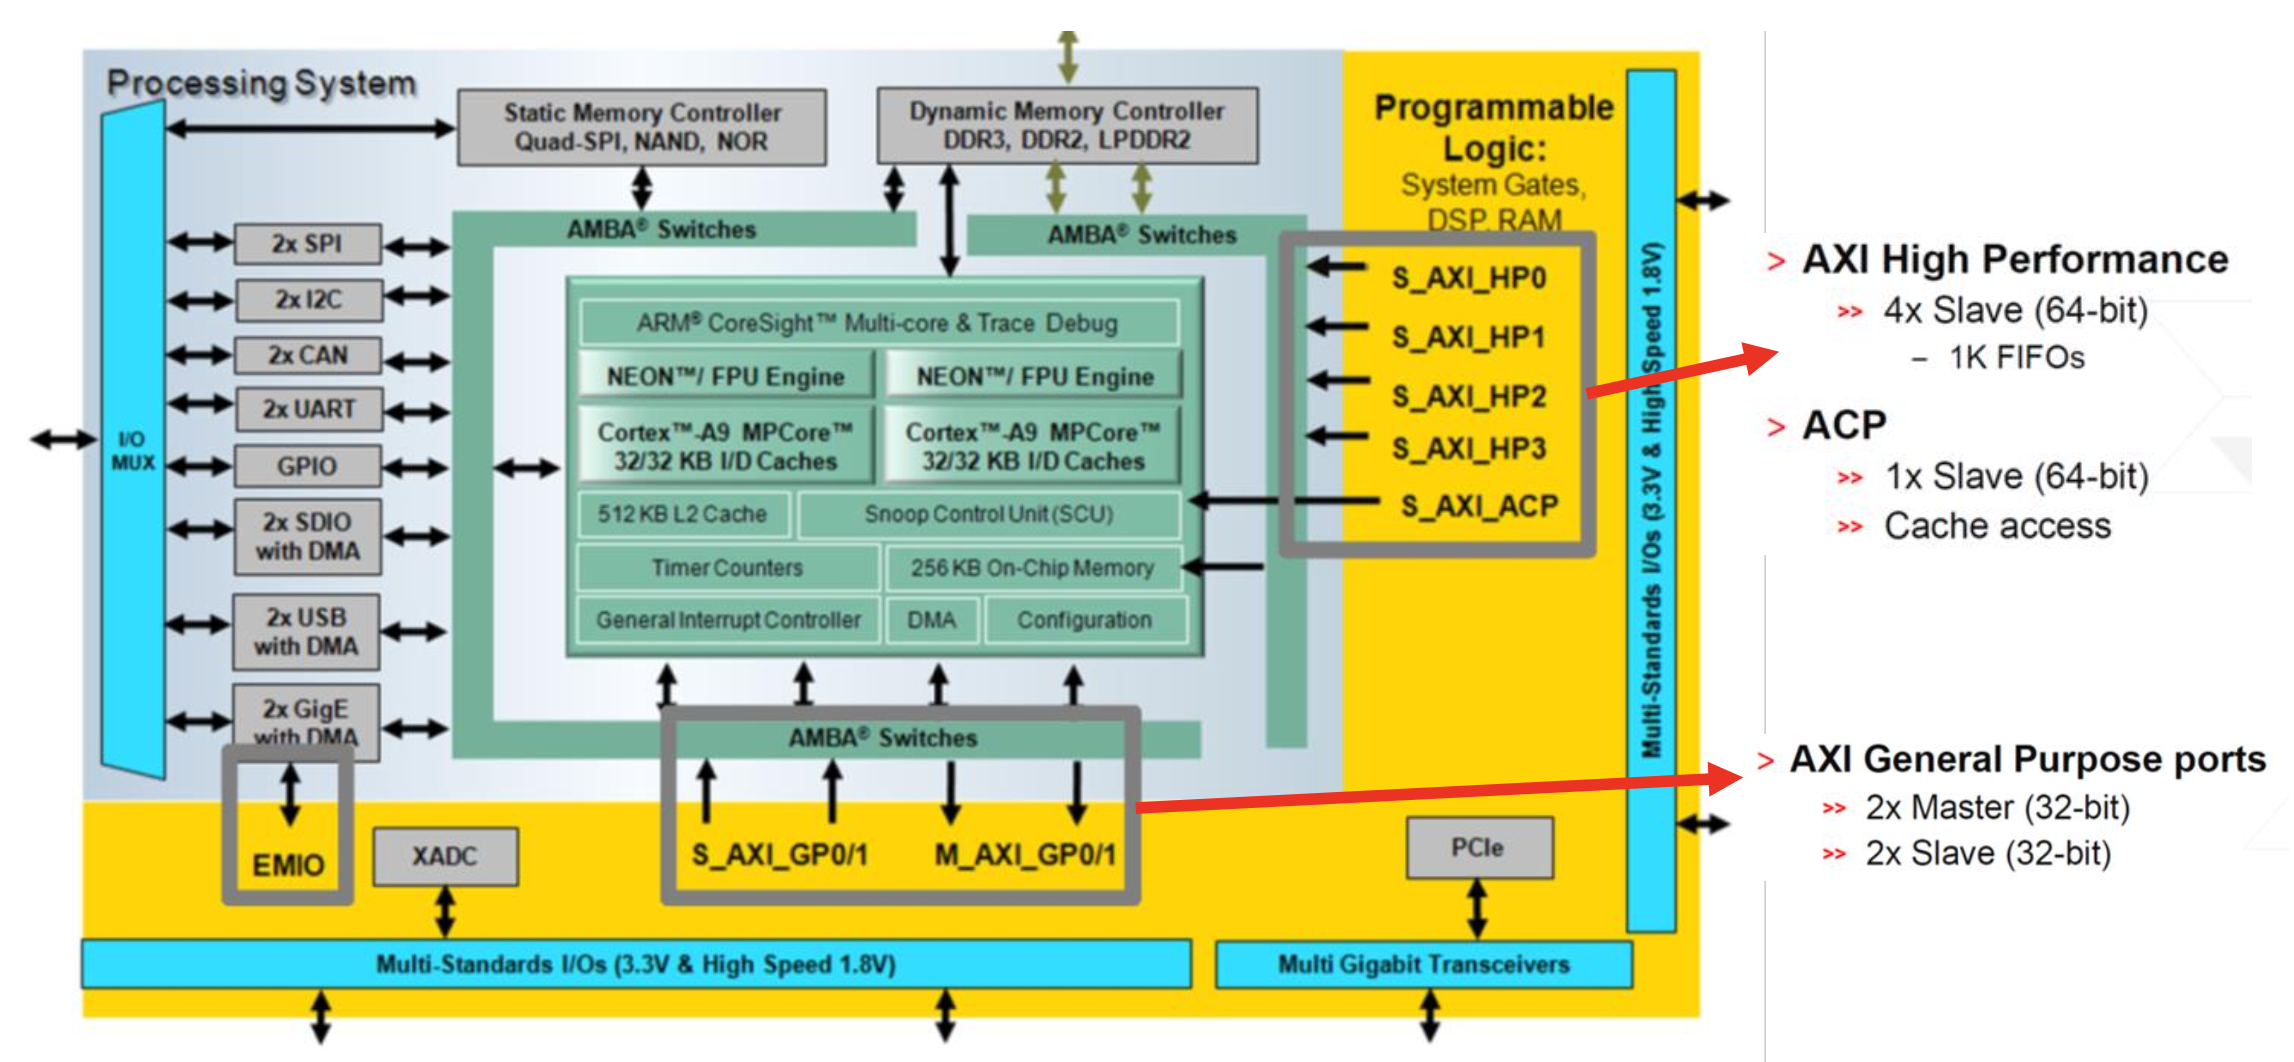 Processing System
Static Memory Controller
Quad-SPI, NAND, NOR
Dynamic Memory Controller
DDR3, DDR2, LPDDR2
Programmable
Logic:
System Gates,
DSP, RAM
I/O
MUX
2x SPI
2x I2C
2x CAN
2x UART
GPIO
2x SDIO
with DMA
2x USB
with DMA
2x GigE
with DMA
AMBA® Switches
AMBA® Switches
ARM® CoreSight™ Multi-core & Trace Debug
NEON™/ FPU Engine
NEON™/ FPU Engine
Cortex™-A9 MPCore™
32/32 KB I/D Caches
Cortex™-A9 MPCore™
32/32 KB I/D Caches
512 KB L2 Cache
Snoop Control Unit (SCU)
Timer Counters
256 KB On-Chip Memory
General Interrupt Controller
DMA
Configuration
AMBA® Switches
S_AXI_HP0
S_AXI_HP1
S_AXI_HP2
S_AXI_HP3
S_AXI_ACP
Multi-Standards I/Os (3.3V & High Speed 1.8V)
EMIO
XADC
S_AXI_GP0/1
M_AXI_GP0/1
PCIe
Multi-Standards I/Os (3.3V & High Speed 1.8V)
Multi Gigabit Transceivers
> AXI High Performance
>> 4x Slave (64-bit)
– 1K FIFOs
> ACP
>> 1x Slave (64-bit)
>> Cache access
> AXI General Purpose ports
>> 2x Master (32-bit)
>> 2x Slave (32-bit)